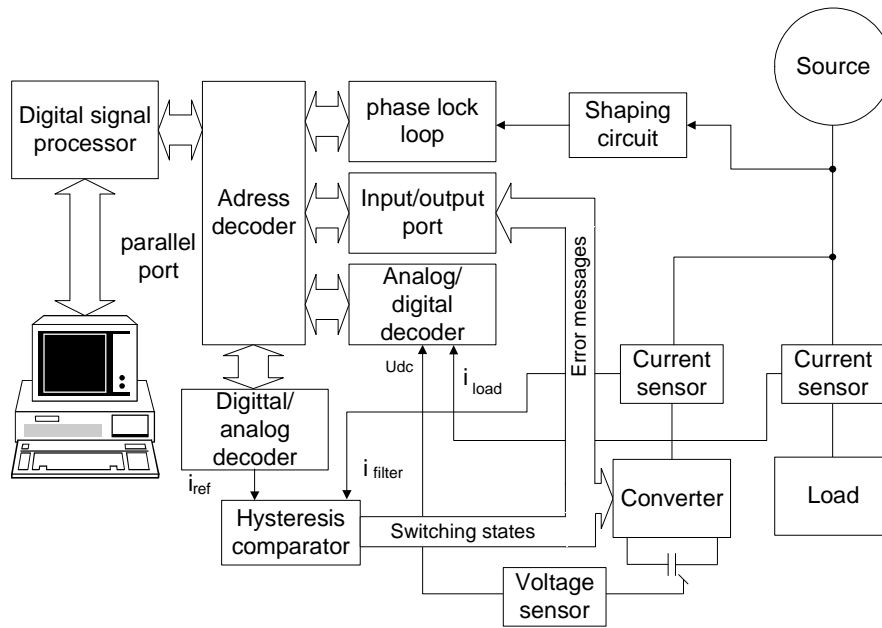 Source
Digital signal
processor
phase lock
loop
Shaping
circuit
Adress
decoder
Input/output
port
parallel
port
Analog/
digital
decoder
Error messages
Udc
i load
Current
sensor
Current
sensor
Digittal/
analog
decoder
i filter
iref
Converter
Load
Hysteresis
comparator
Switching states
Voltage
sensor